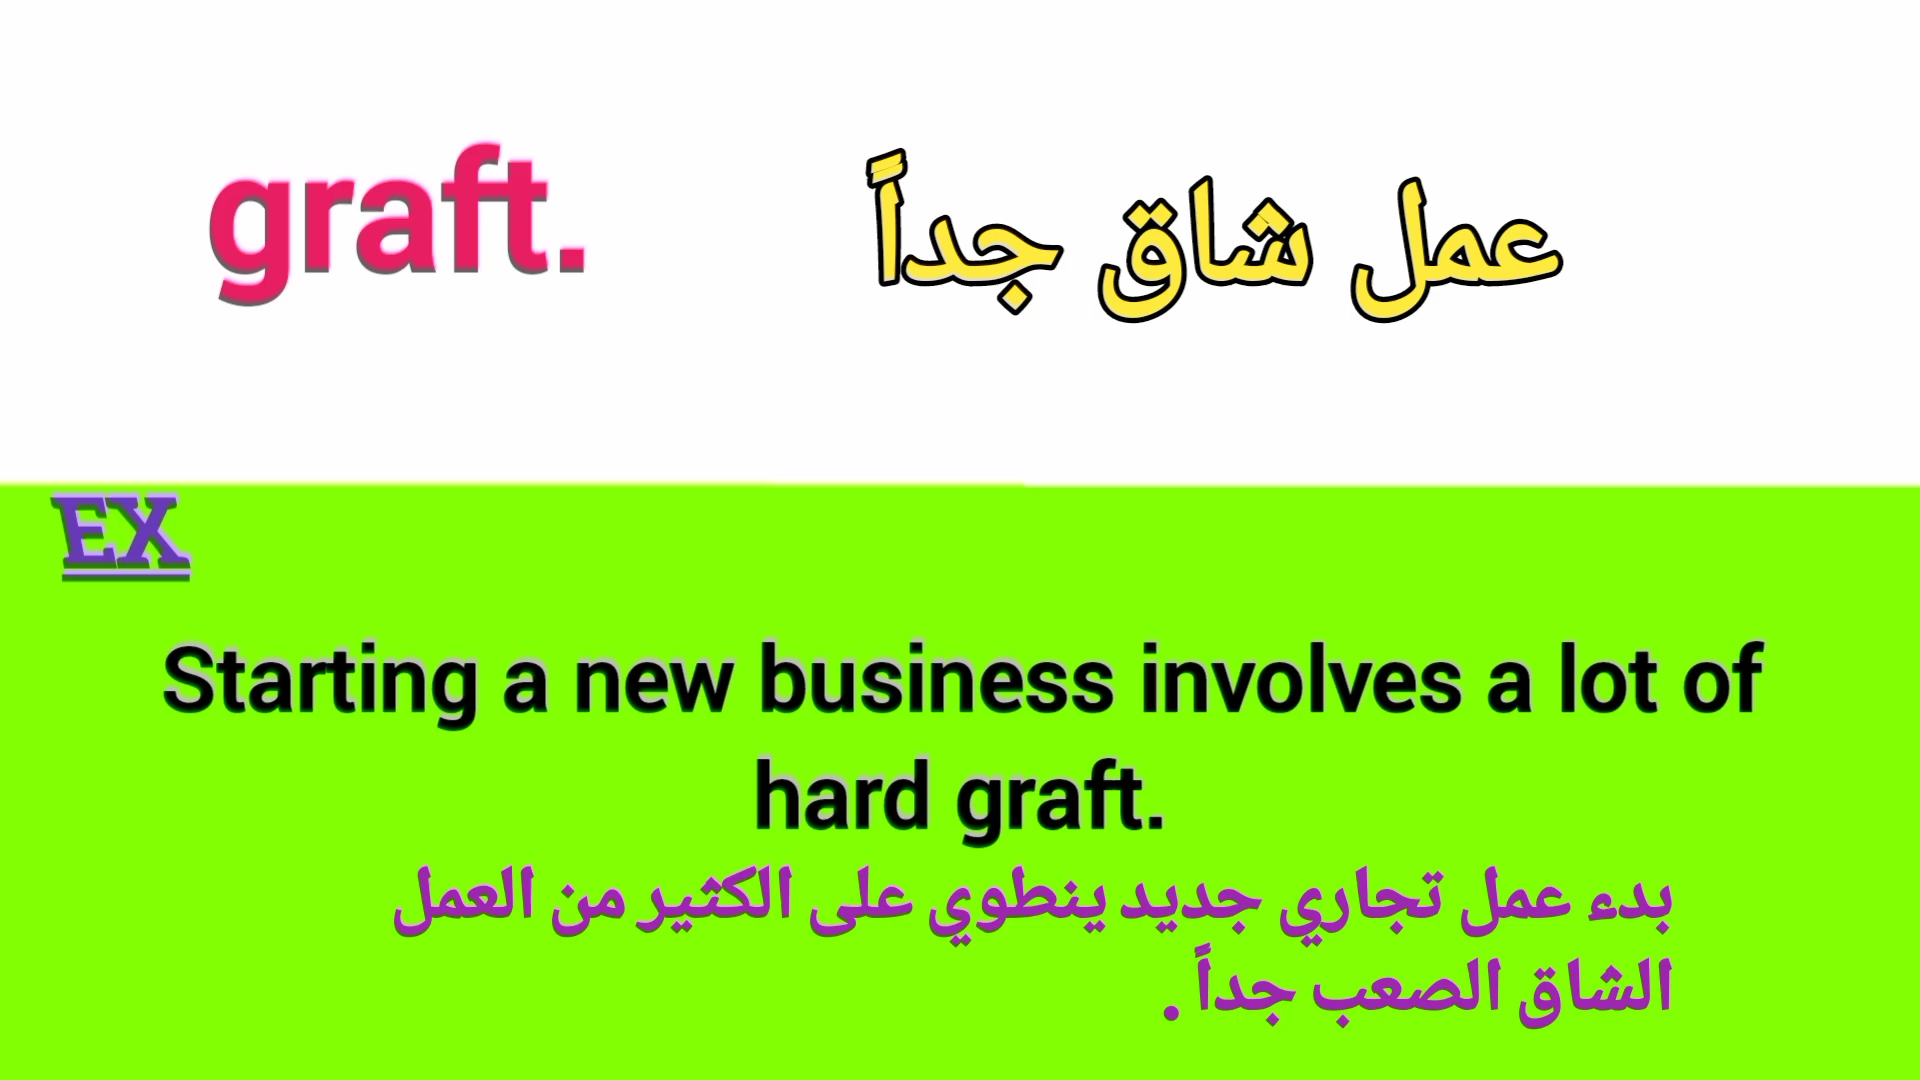 graft.
عمل شاق جداً
EX
Starting a new business involves a lot of
hard graft.
بدء عمل تجاري جديد ينطوي على الكثير من العمل
الشاق الصعب جداً .